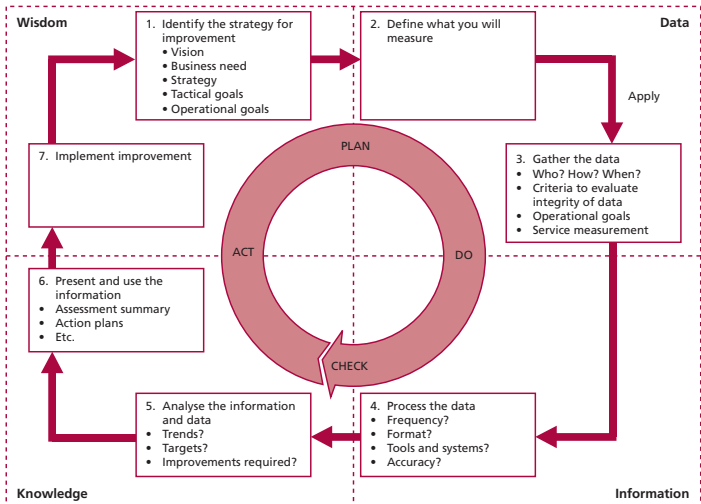 Wisdom
Data
1. Identify the strategy for
improvement
• Vision
• Business need
• Strategy
• Tactical goals
• Operational goals
2. Define what you will
measure
Apply
3. Gather the data
• Who? How? When?
• Criteria to evaluate
integrity of data
• Operational goals
• Service measurement
4. Process the data
• Frequency?
• Format?
• Tools and systems?
• Accuracy?
5. Analyse the information
and data
• Trends?
• Targets?
• Improvements required?
6. Present and use the
information
• Assessment summary
• Action plans
• Etc.
7. Implement improvement
PLAN
DO
CHECK
ACT
Knowledge
Information